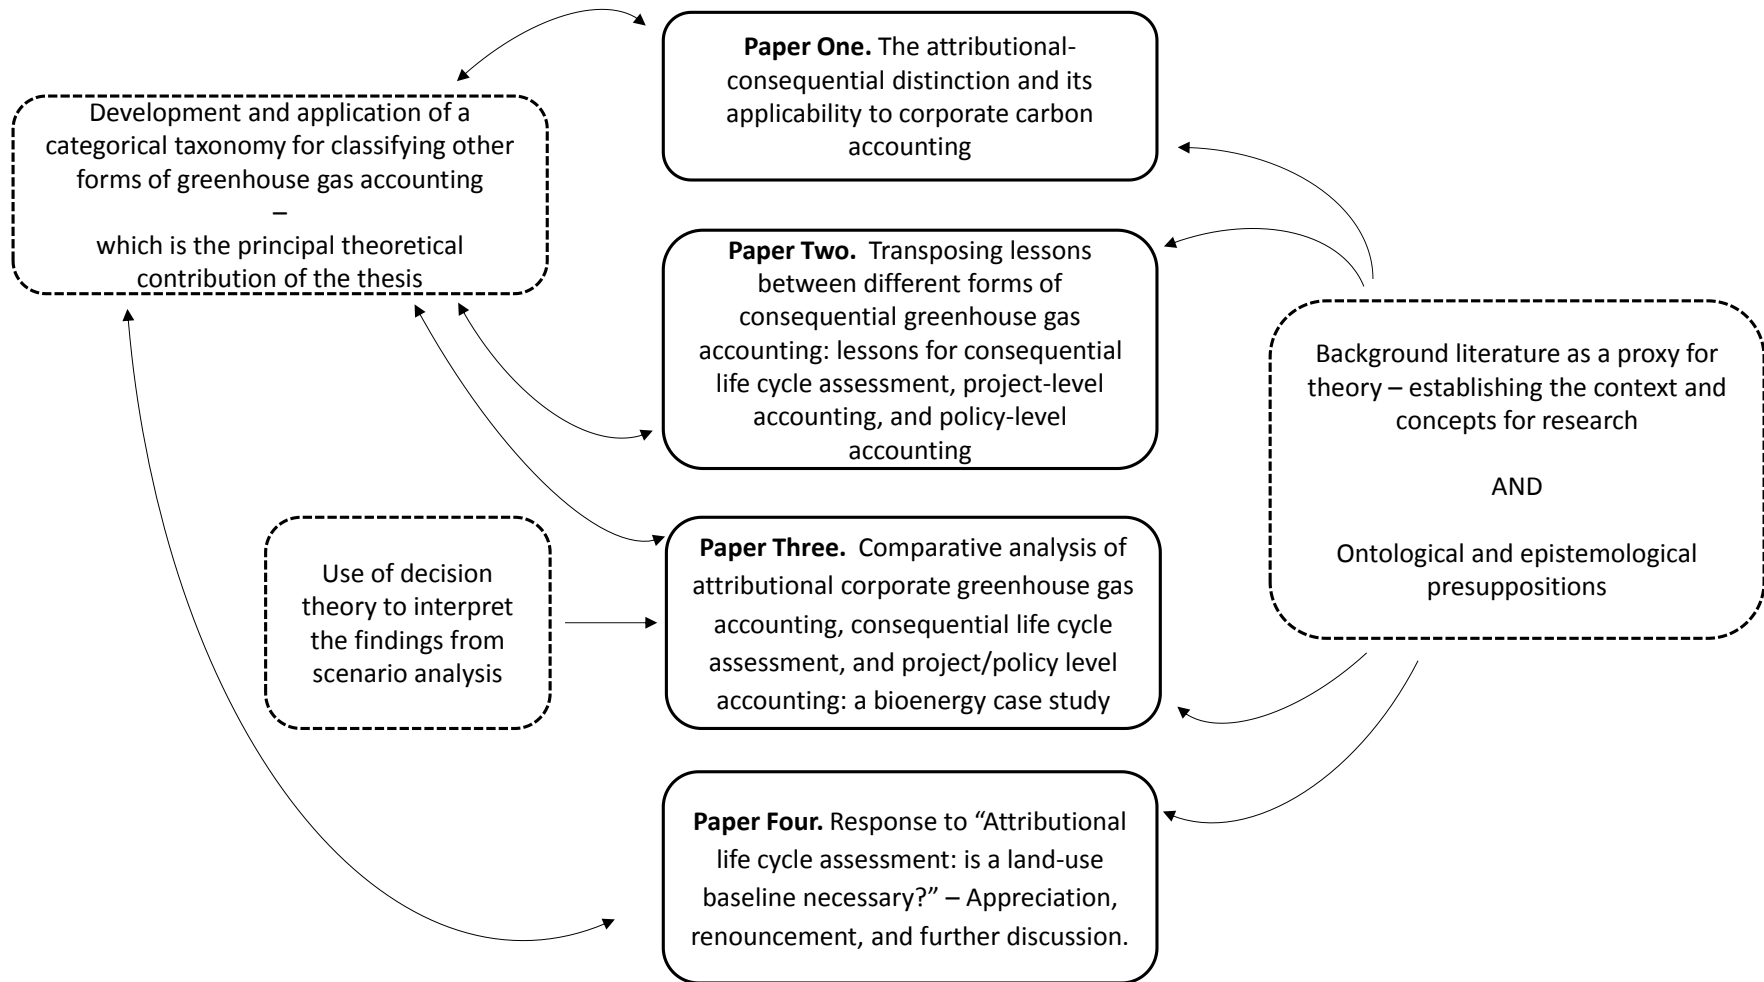 Development and application of a
categorical taxonomy for classifying other
forms of greenhouse gas accounting
–
which is the principal theoretical
contribution of the thesis
Use of decision
theory to interpret
the findings from
scenario analysis
Paper One. The attributional-
consequential distinction and its
applicability to corporate carbon
accounting
Paper Two. Transposing lessons
between different forms of
consequential greenhouse gas
accounting: lessons for consequential
life cycle assessment, project-level
accounting, and policy-level
accounting
Paper Three. Comparative analysis of
attributional corporate greenhouse gas
accounting, consequential life cycle
assessment, and project/policy level
accounting: a bioenergy case study
Paper Four. Response to “Attributional
life cycle assessment: is a land-use
baseline necessary?” – Appreciation,
renouncement, and further discussion.
Background literature as a proxy for
theory – establishing the context and
concepts for research
AND
Ontological and epistemological
presuppositions